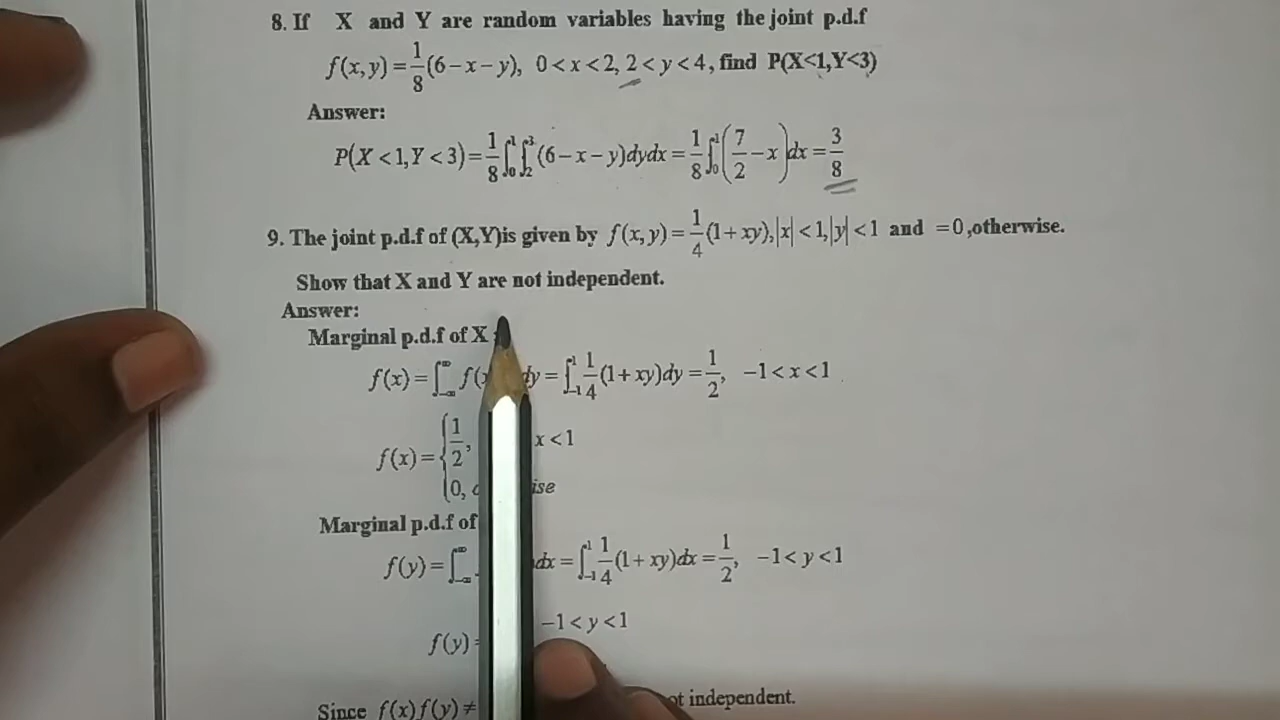 8. If X and Y are random variables having the joint p.d.f
f(x,y) = 1/8 (6−x−y), 0<x<2, 2<y<4, find P(X<1,Y<3)
Answer:
P(X<1,Y<3) = 1/8 ∫₀¹ ∫₂³ (6−x−y)dydx = 1/8 ∫₀¹ (7/2 − x) dx = 3/8
9. The joint p.d.f of (X,Y)is given by f(x,y) = 1/4 (1+xy), |x|<1, |y|<1 and =0,otherwise.
Show that X and Y are not independent.
Answer:
Marginal p.d.f of X
f(x) = ∫₋∞^∞ f(x dy = ∫₋₁¹ 1/4 (1+xy)dy = 1/2, −1<x<1
f(x) = { 1/2, x<1
0,
Marginal p.d.f of
f(y) = ∫₋∞^∞ dx = ∫₋₁¹ 1/4 (1+xy)dx = 1/2, −1<y<1
f(y) −1<y<1
Since f(x)f(y) ≠ independent.